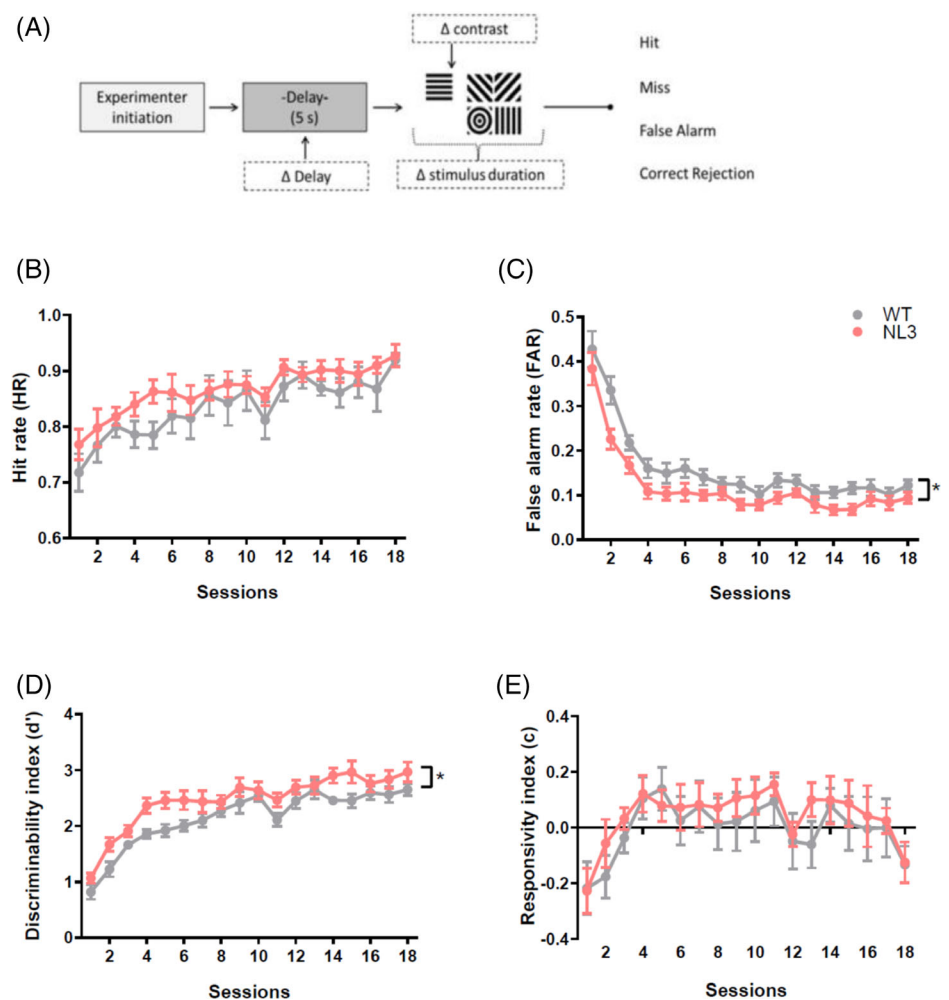 (A)
Δ contrast
Experimenter
initiation
-Delay-
(5 s)
Δ Delay
Δ stimulus duration
Hit
Miss
False Alarm
Correct Rejection
(B)
Hit rate (HR)
1.0
0.9
0.8
0.7
0.6
2 4 6 8 10 12 14 16 18
Sessions
(C)
False alarm rate (FAR)
0.5
0.4
0.3
0.2
0.1
0.0
2 4 6 8 10 12 14 16 18
Sessions
WT
NL3
*
(D)
Discriminability index (d')
4
3
2
1
0
2 4 6 8 10 12 14 16 18
Sessions
*
(E)
Responsivity index (c)
0.4
0.2
0.0
-0.2
-0.4
2 4 6 8 10 12 14 16 18
Sessions